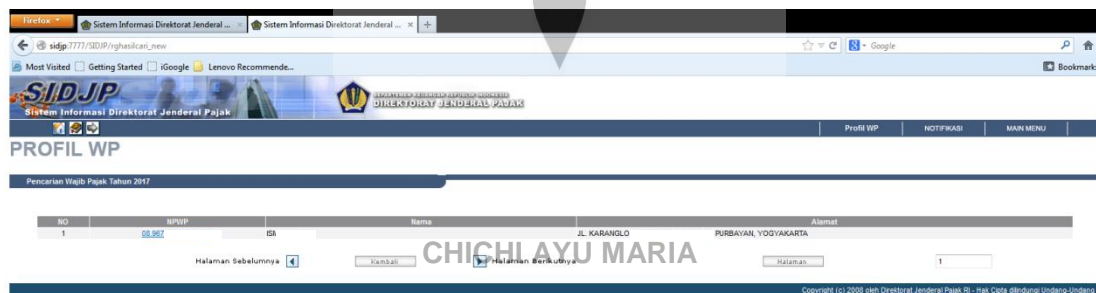 Firefox
Sistem Informasi Direktorat Jenderal ... × Sistem Informasi Direktorat Jenderal ... × +
sidjp:7777/SIDJP/rghasilcari_new Google
Most Visited Getting Started iGoogle Lenovo Recommende... Bookmarks
SIDJP
Sistem Informasi Direktorat Jenderal Pajak
DEPARTEMEN KEUANGAN REPUBLIK INDONESIA
DIREKTORAT JENDERAL PAJAK
Profil WP NOTIFIKASI MAIN MENU
PROFIL WP
Pencarian Wajib Pajak Tahun 2017
NO NPWP Nama Alamat
1 08.967 JL. KARANGLO PURBAYAN, YOGYAKARTA
Halaman Sebelumnya Kembali Halaman Berikutnya Halaman 1
CHICHI AYU MARIA
Copyright (c) 2008 oleh Direktorat Jenderal Pajak RI - Hak Cipta dilindungi Undang-Undang